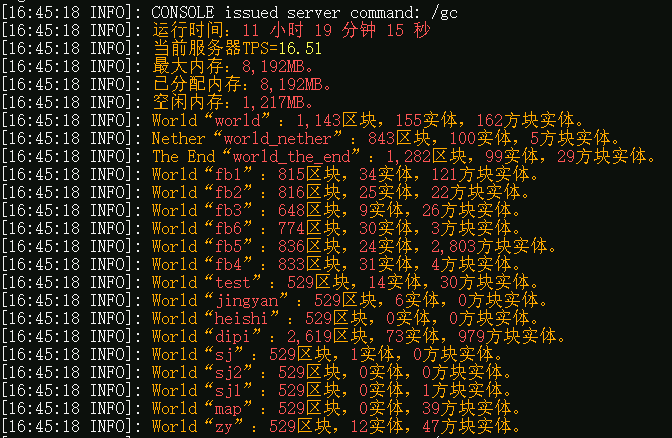 [16:45:18 INFO]: CONSOLE issued server command: /gc
[16:45:18 INFO]: 运行时间：11 小时 19 分钟 15 秒
[16:45:18 INFO]: 当前服务器TPS=16.51
[16:45:18 INFO]: 最大内存：8,192MB。
[16:45:18 INFO]: 已分配内存：8,192MB。
[16:45:18 INFO]: 空闲内存：1,217MB。
[16:45:18 INFO]: World“world”：1,143区块，155实体，162方块实体。
[16:45:18 INFO]: Nether“world_nether”：843区块，100实体，5方块实体。
[16:45:18 INFO]: The End“world_the_end”：1,282区块，99实体，29方块实体。
[16:45:18 INFO]: World“fb1”：815区块，34实体，121方块实体。
[16:45:18 INFO]: World“fb2”：816区块，25实体，22方块实体。
[16:45:18 INFO]: World“fb3”：648区块，9实体，26方块实体。
[16:45:18 INFO]: World“fb6”：774区块，30实体，3方块实体。
[16:45:18 INFO]: World“fb5”：836区块，24实体，2,803方块实体。
[16:45:18 INFO]: World“fb4”：833区块，31实体，4方块实体。
[16:45:18 INFO]: World“test”：529区块，14实体，30方块实体。
[16:45:18 INFO]: World“jingyan”：529区块，6实体，0方块实体。
[16:45:18 INFO]: World“heishi”：529区块，0实体，0方块实体。
[16:45:18 INFO]: World“dipi”：2,619区块，73实体，979方块实体。
[16:45:18 INFO]: World“sj”：529区块，1实体，0方块实体。
[16:45:18 INFO]: World“sj2”：529区块，0实体，0方块实体。
[16:45:18 INFO]: World“sj1”：529区块，0实体，1方块实体。
[16:45:18 INFO]: World“map”：529区块，0实体，39方块实体。
[16:45:18 INFO]: World“zy”：529区块，12实体，47方块实体。